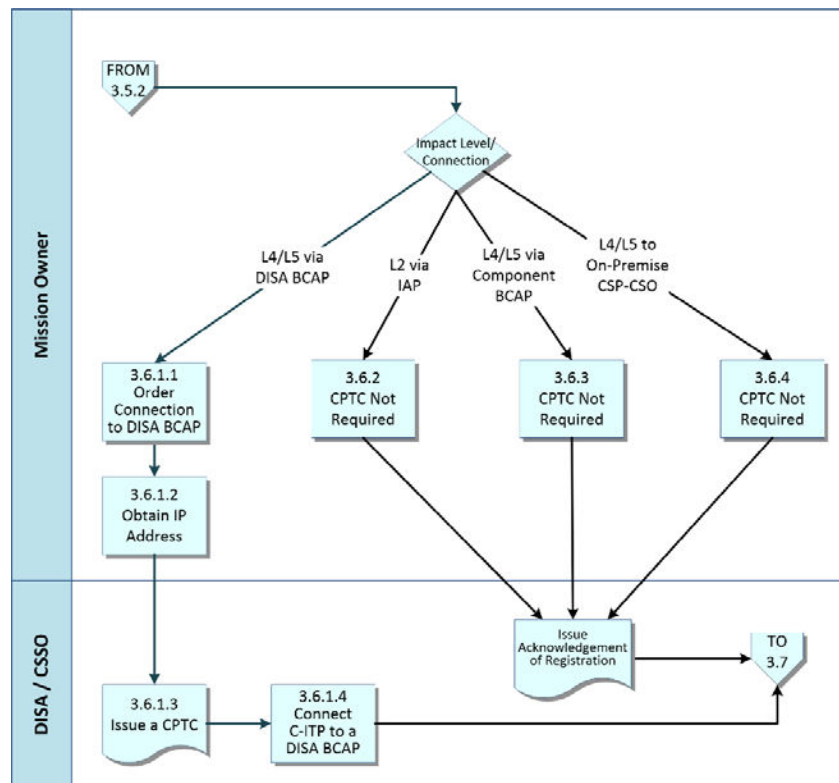 FROM
3.5.2
Impact Level/
Connection
L4/L5 via
DISA BCAP
L2 via
IAP
L4/L5 via
Component
BCAP
L4/L5 to
On-Premise
CSP-CSO
Mission Owner
3.6.1.1
Order
Connection
to DISA BCAP
3.6.2
CPTC Not
Required
3.6.3
CPTC Not
Required
3.6.4
CPTC Not
Required
3.6.1.2
Obtain IP
Address
DISA / CSSO
Issue
Acknowledgement
of Registration
TO
3.7
3.6.1.3
Issue a CPTC
3.6.1.4
Connect
C-ITP to a
DISA BCAP